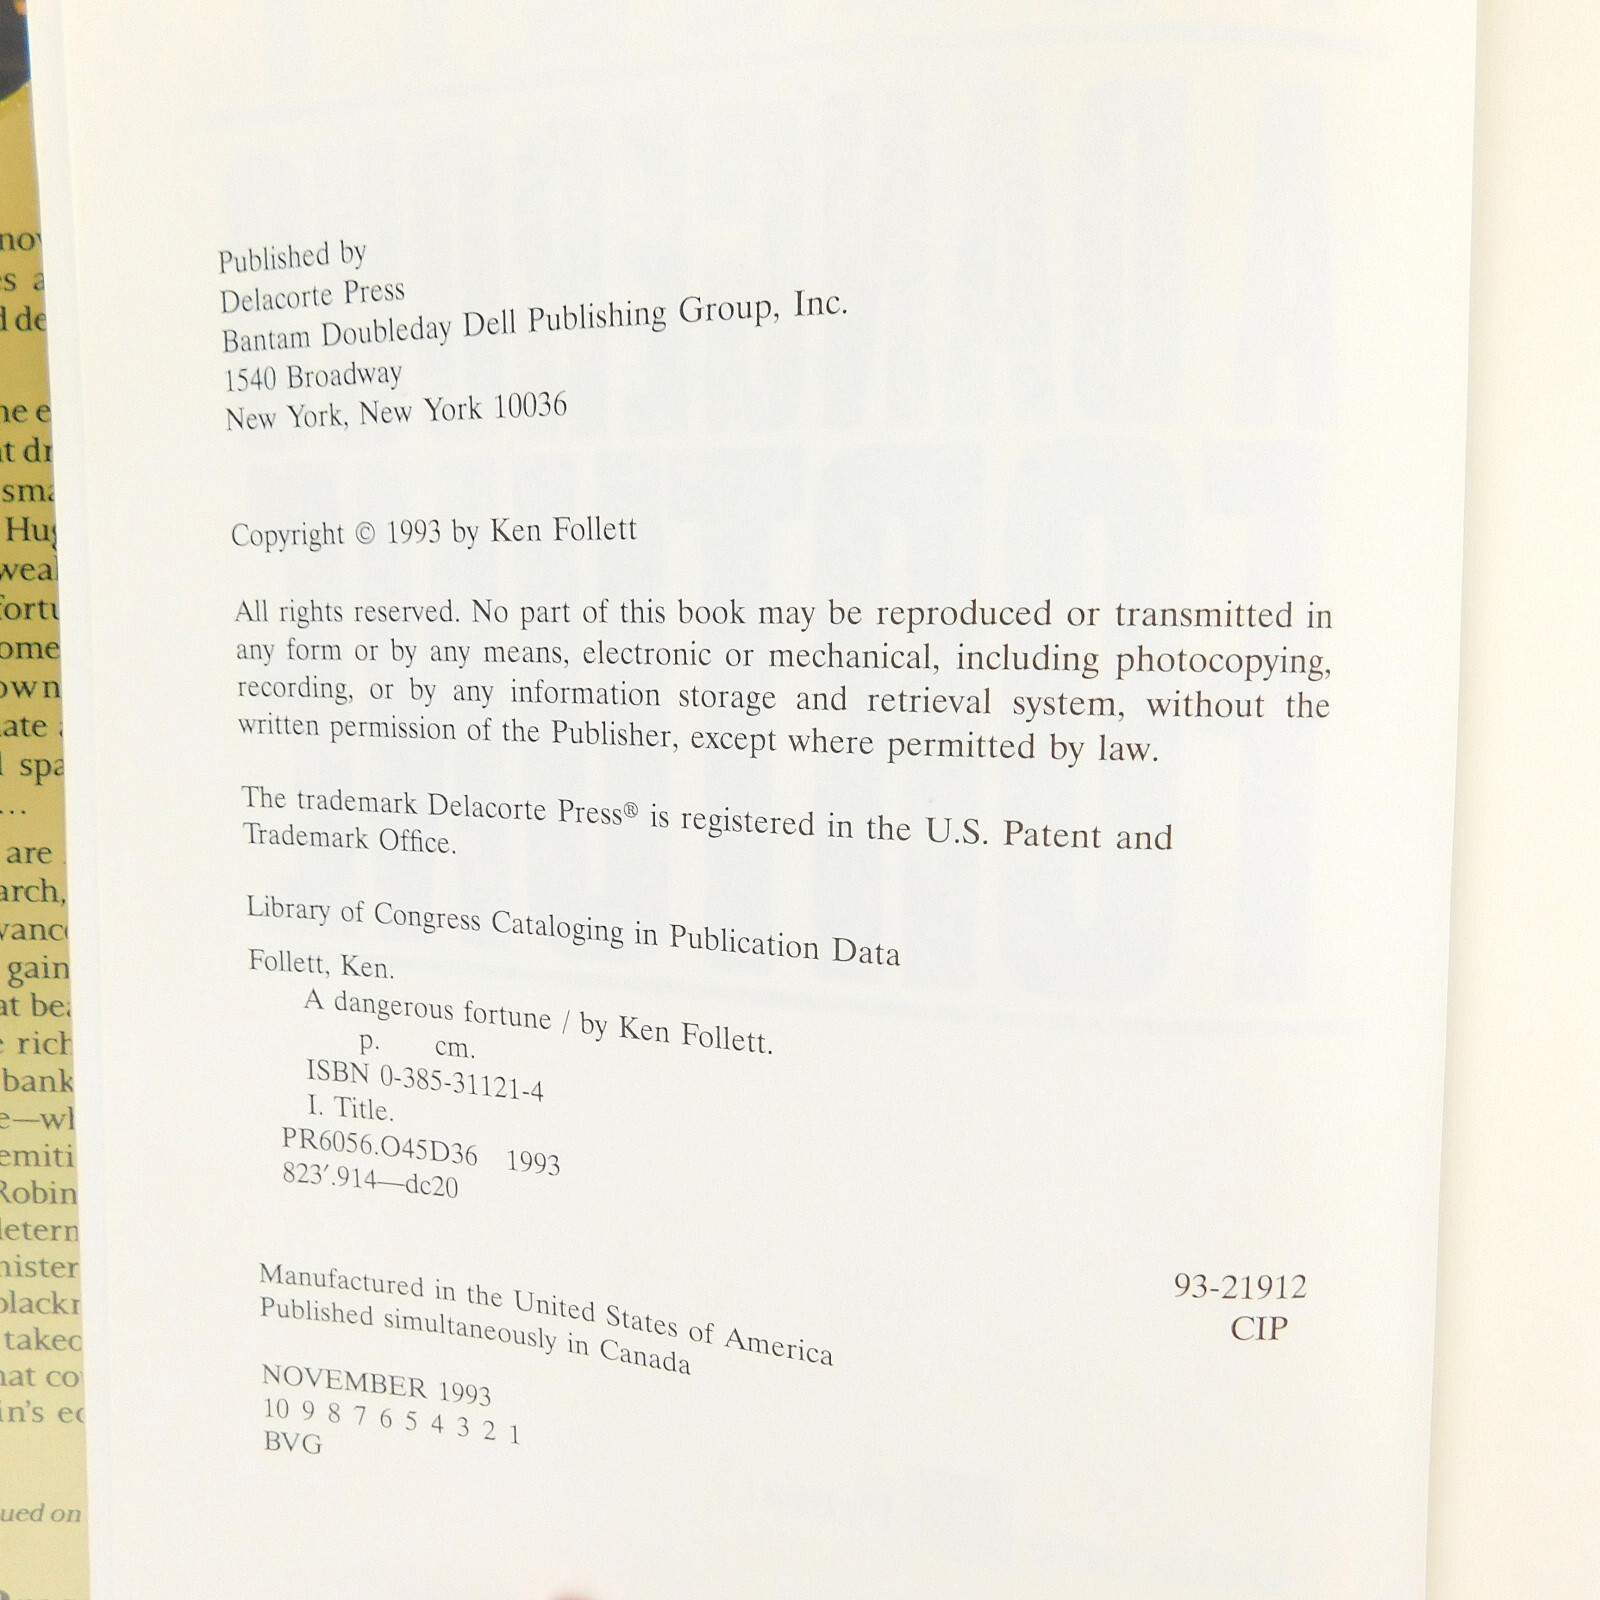 Published by
Delacorte Press
Bantam Doubleday Dell Publishing Group, Inc.
1540 Broadway
New York, New York 10036
Copyright © 1993 by Ken Follett
All rights reserved. No part of this book may be reproduced or transmitted in
any form or by any means, electronic or mechanical, including photocopying,
recording, or by any information storage and retrieval system, without the
written permission of the Publisher, except where permitted by law.
The trademark Delacorte Press® is registered in the U.S. Patent and
Trademark Office.
Library of Congress Cataloging in Publication Data
Follett, Ken.
A dangerous fortune / by Ken Follett.
p. cm.
ISBN 0-385-31121-4
I. Title.
PR6056.O45D36 1993
823′.914—dc20
93-21912
CIP
Manufactured in the United States of America
Published simultaneously in Canada
NOVEMBER 1993
10 9 8 7 6 5 4 3 2 1
BVG
are
gain
ued on